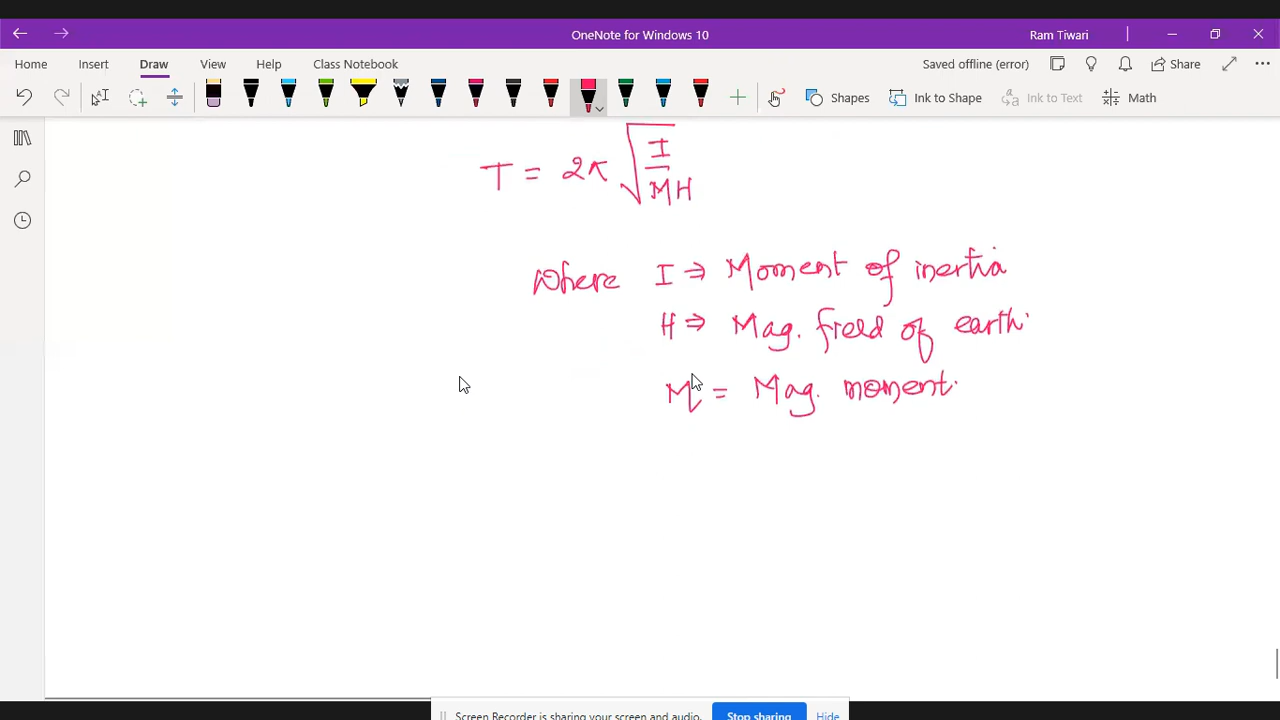 OneNote for Windows 10
Ram Tiwari
Home Insert Draw View Help Class Notebook
Saved offline (error) Share
Shapes Ink to Shape Ink to Text Math
T = 2π √(I/MH)
Where I ⇒ Moment of inertia
H ⇒ Mag. field of earth.
M = Mag. moment.
Screen Recorder is sharing your screen and audio. Stop sharing Hide